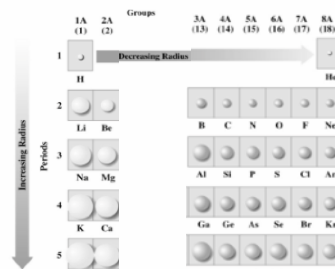 Groups
1A 2A 3A 4A 5A 6A 7A 8A
(1) (2) (13) (14) (15) (16) (17) (18)
Decreasing Radius
1
H He
2
Li Be B C N O F Ne
3
Na Mg Al Si P S Cl Ar
4
K Ca Ga Ge As Se Br Kr
5
Periods
Increasing Radius